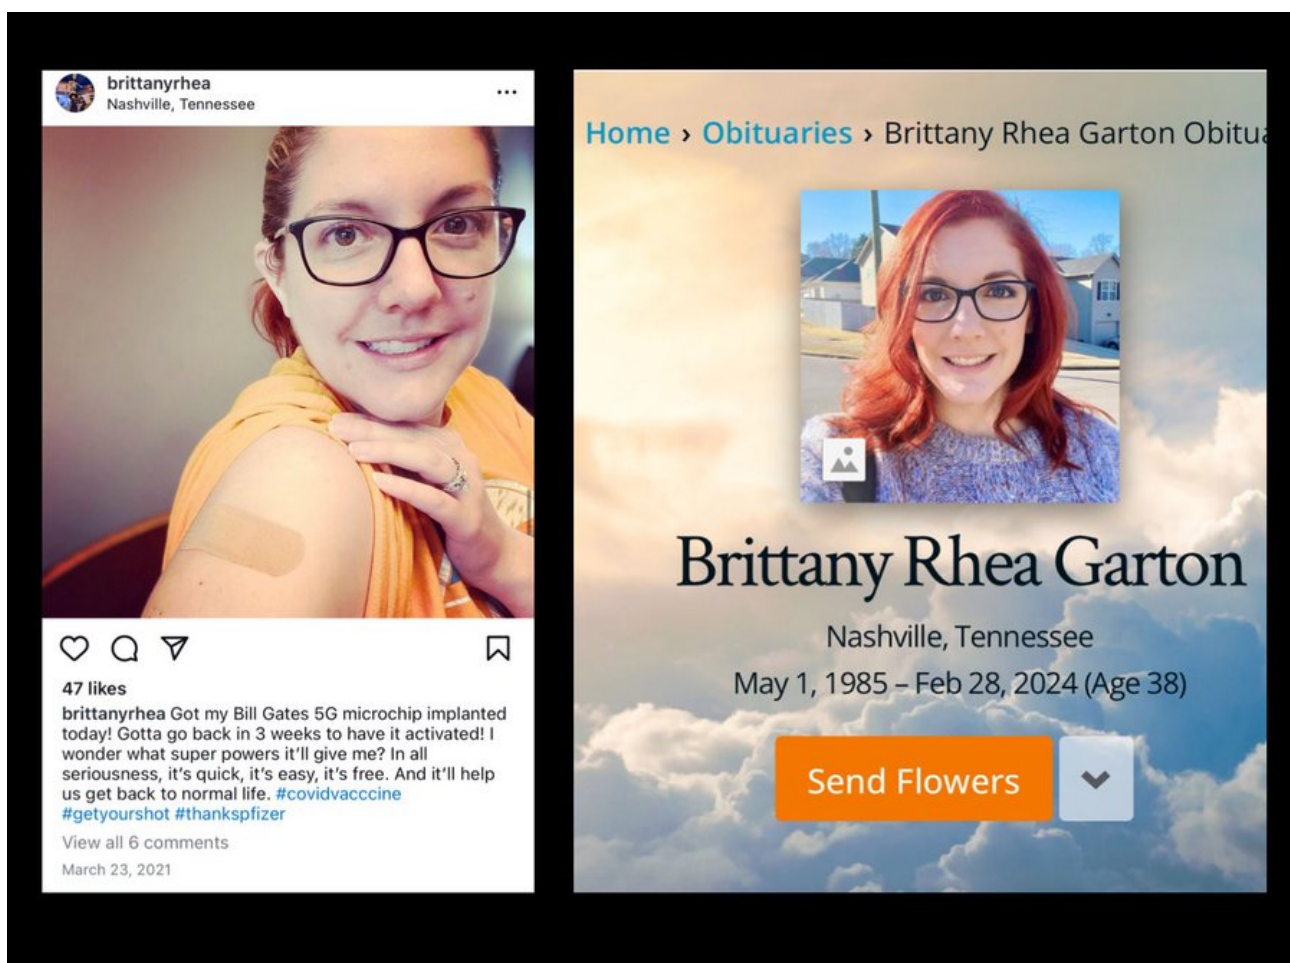 brittanyrhea
Nashville, Tennessee
47 likes
brittanyrhea Got my Bill Gates 5G microchip implanted
today! Gotta go back in 3 weeks to have it activated! I
wonder what super powers it'll give me? In all
seriousness, it's quick, it's easy, it's free. And it'll help
us get back to normal life. #covidvacccine
#getyourshot #thankspfizer
View all 6 comments
March 23, 2021
Home › Obituaries › Brittany Rhea Garton Obitua
Brittany Rhea Garton
Nashville, Tennessee
May 1, 1985 – Feb 28, 2024 (Age 38)
Send Flowers